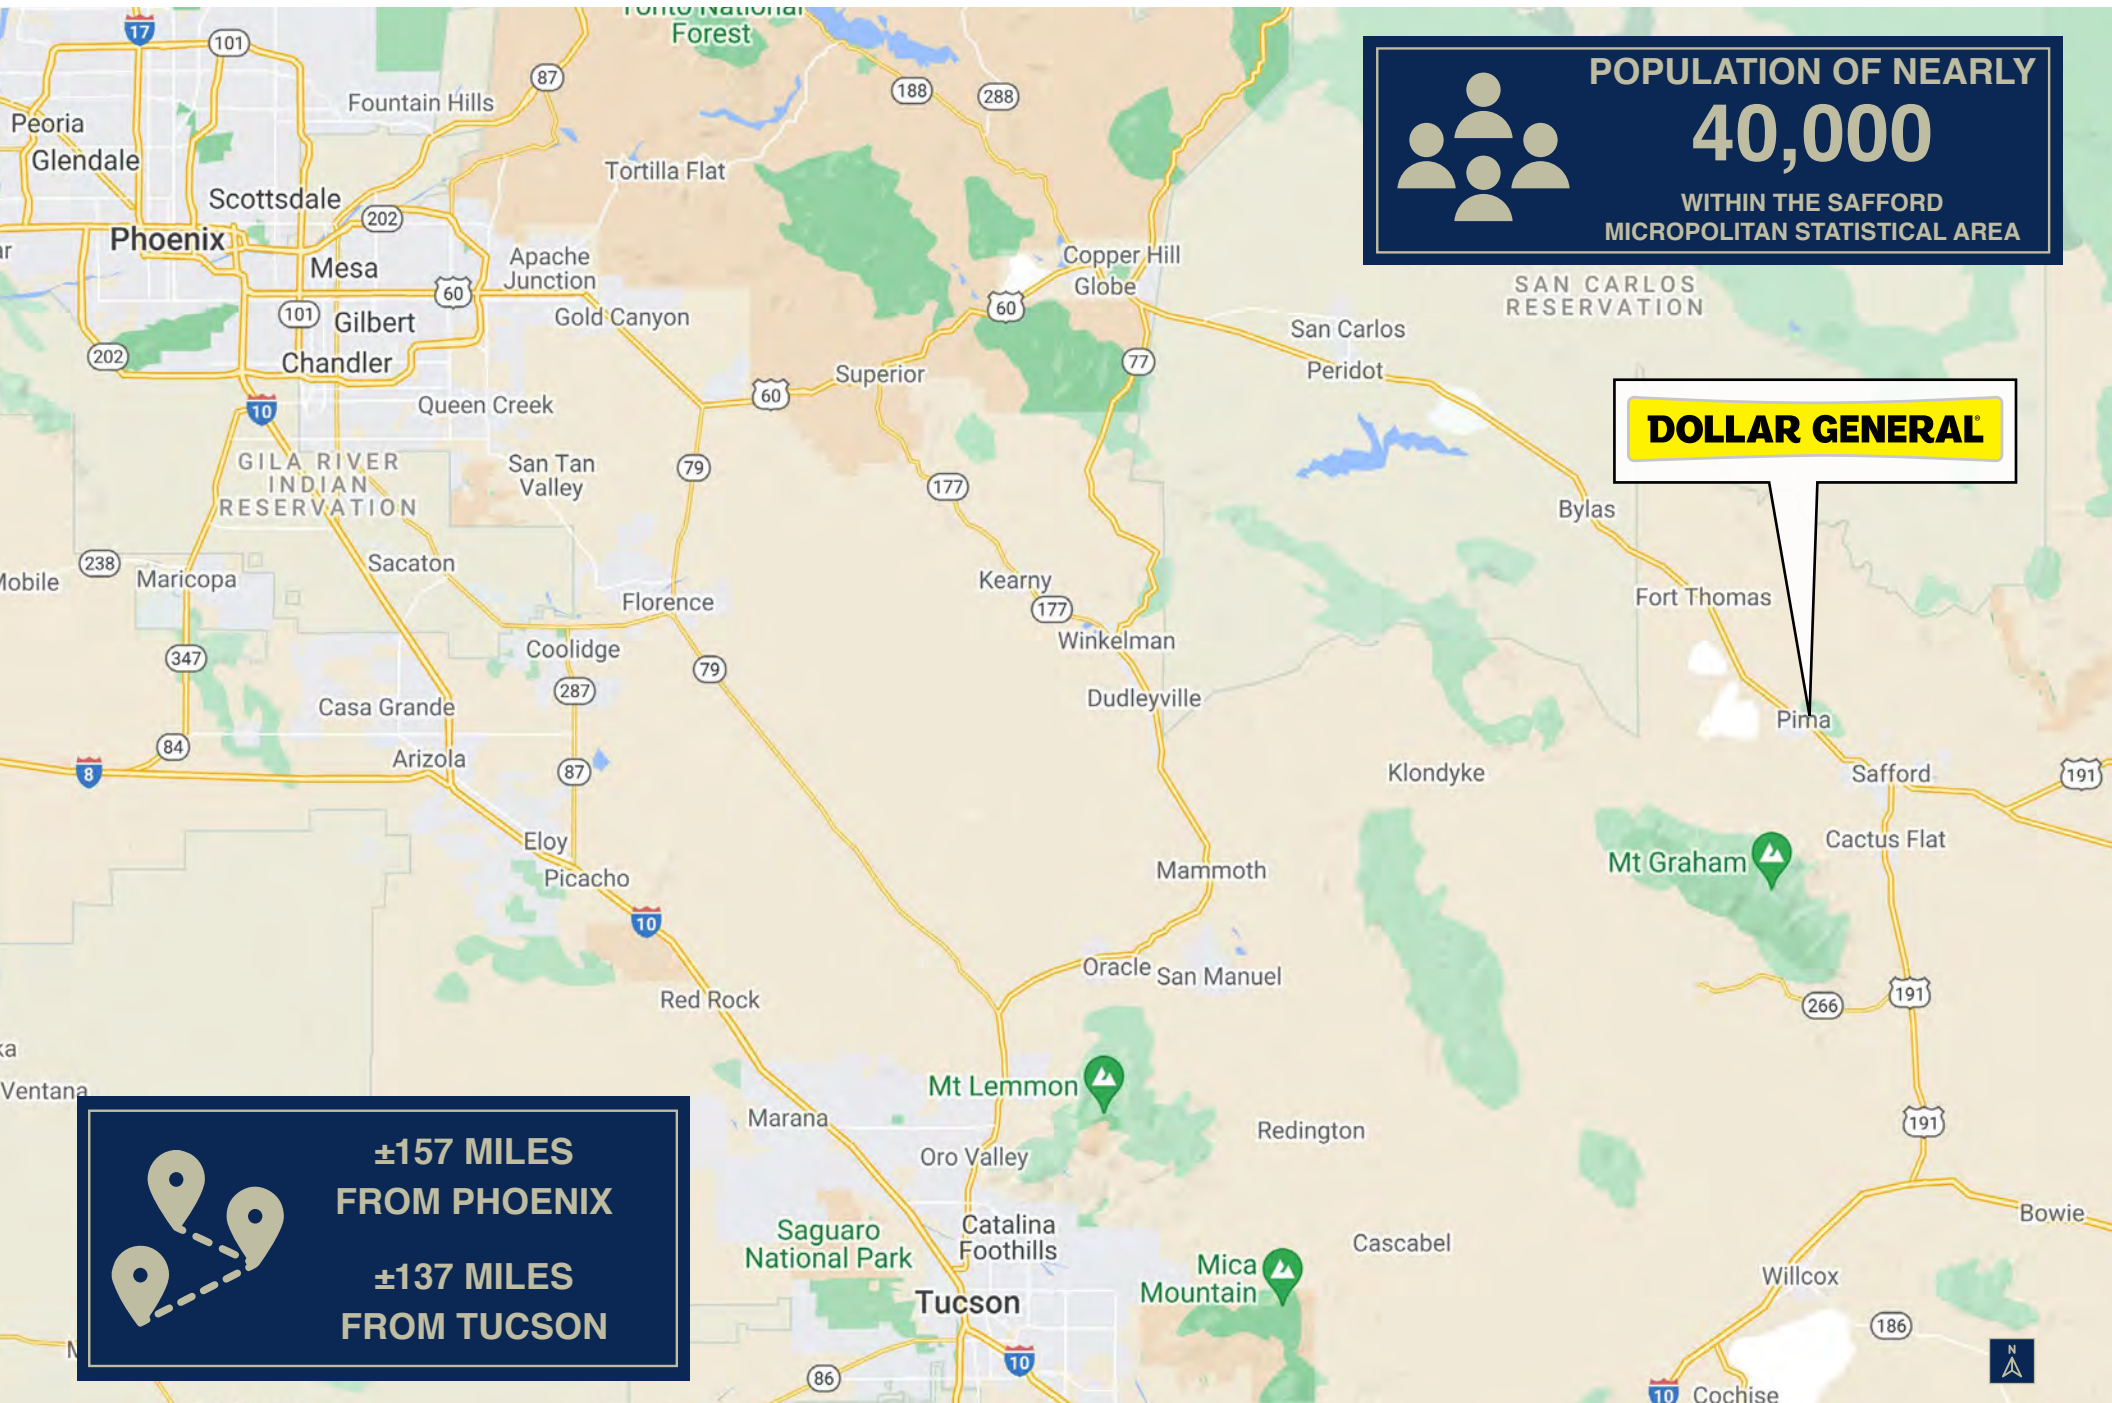 Tonto National
Forest
17
101
87
188
288
Fountain Hills
Peoria
Glendale
Tortilla Flat
Scottsdale
202
Phoenix
Mesa
Apache
Junction
60
Copper Hill
Globe
60
101
Gilbert
Gold Canyon
202
Chandler
Superior
77
60
10
Queen Creek
San Carlos
Peridot
SAN CARLOS
RESERVATION
POPULATION OF NEARLY
40,000
WITHIN THE SAFFORD
MICROPOLITAN STATISTICAL AREA
DOLLAR GENERAL®
GILA RIVER
INDIAN
RESERVATION
San Tan
Valley
79
177
Bylas
238
Maricopa
Sacaton
Florence
Kearny
177
Fort Thomas
Winkelman
Coolidge
347
79
287
Dudleyville
Casa Grande
Pima
84
8
Arizola
87
Klondyke
Safford
191
Eloy
Picacho
Mammoth
Cactus Flat
Mt Graham
10
Oracle
San Manuel
Red Rock
266
191
Ventana
Mt Lemmon
Marana
Redington
191
Oro Valley
±157 MILES
FROM PHOENIX
±137 MILES
FROM TUCSON
Saguaro
National Park
Catalina
Foothills
Cascabel
Bowie
Mica
Mountain
Willcox
Tucson
186
10
86
10
Cochise
N